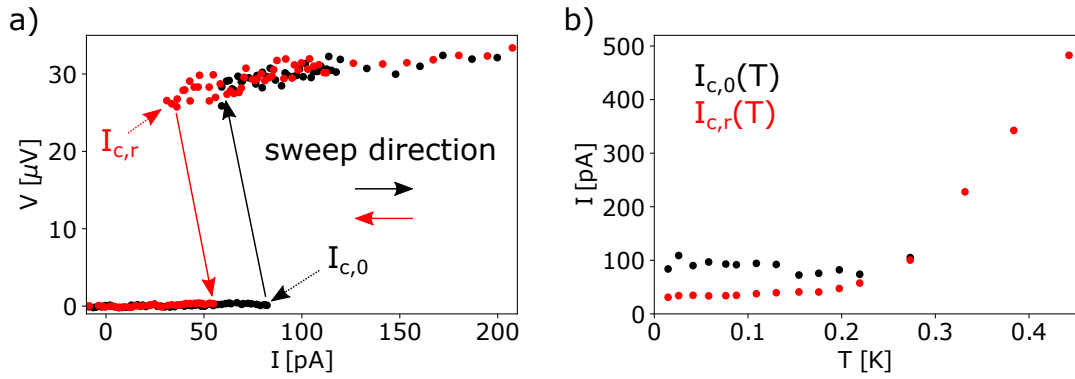 a)
30
20
10
0
V [μV]
0
50
100
150
200
I [pA]
I_c,r
sweep direction
I_c,0
b)
500
400
300
200
100
0
I [pA]
0.0
0.1
0.2
0.3
0.4
T [K]
I_c,0(T)
I_c,r(T)